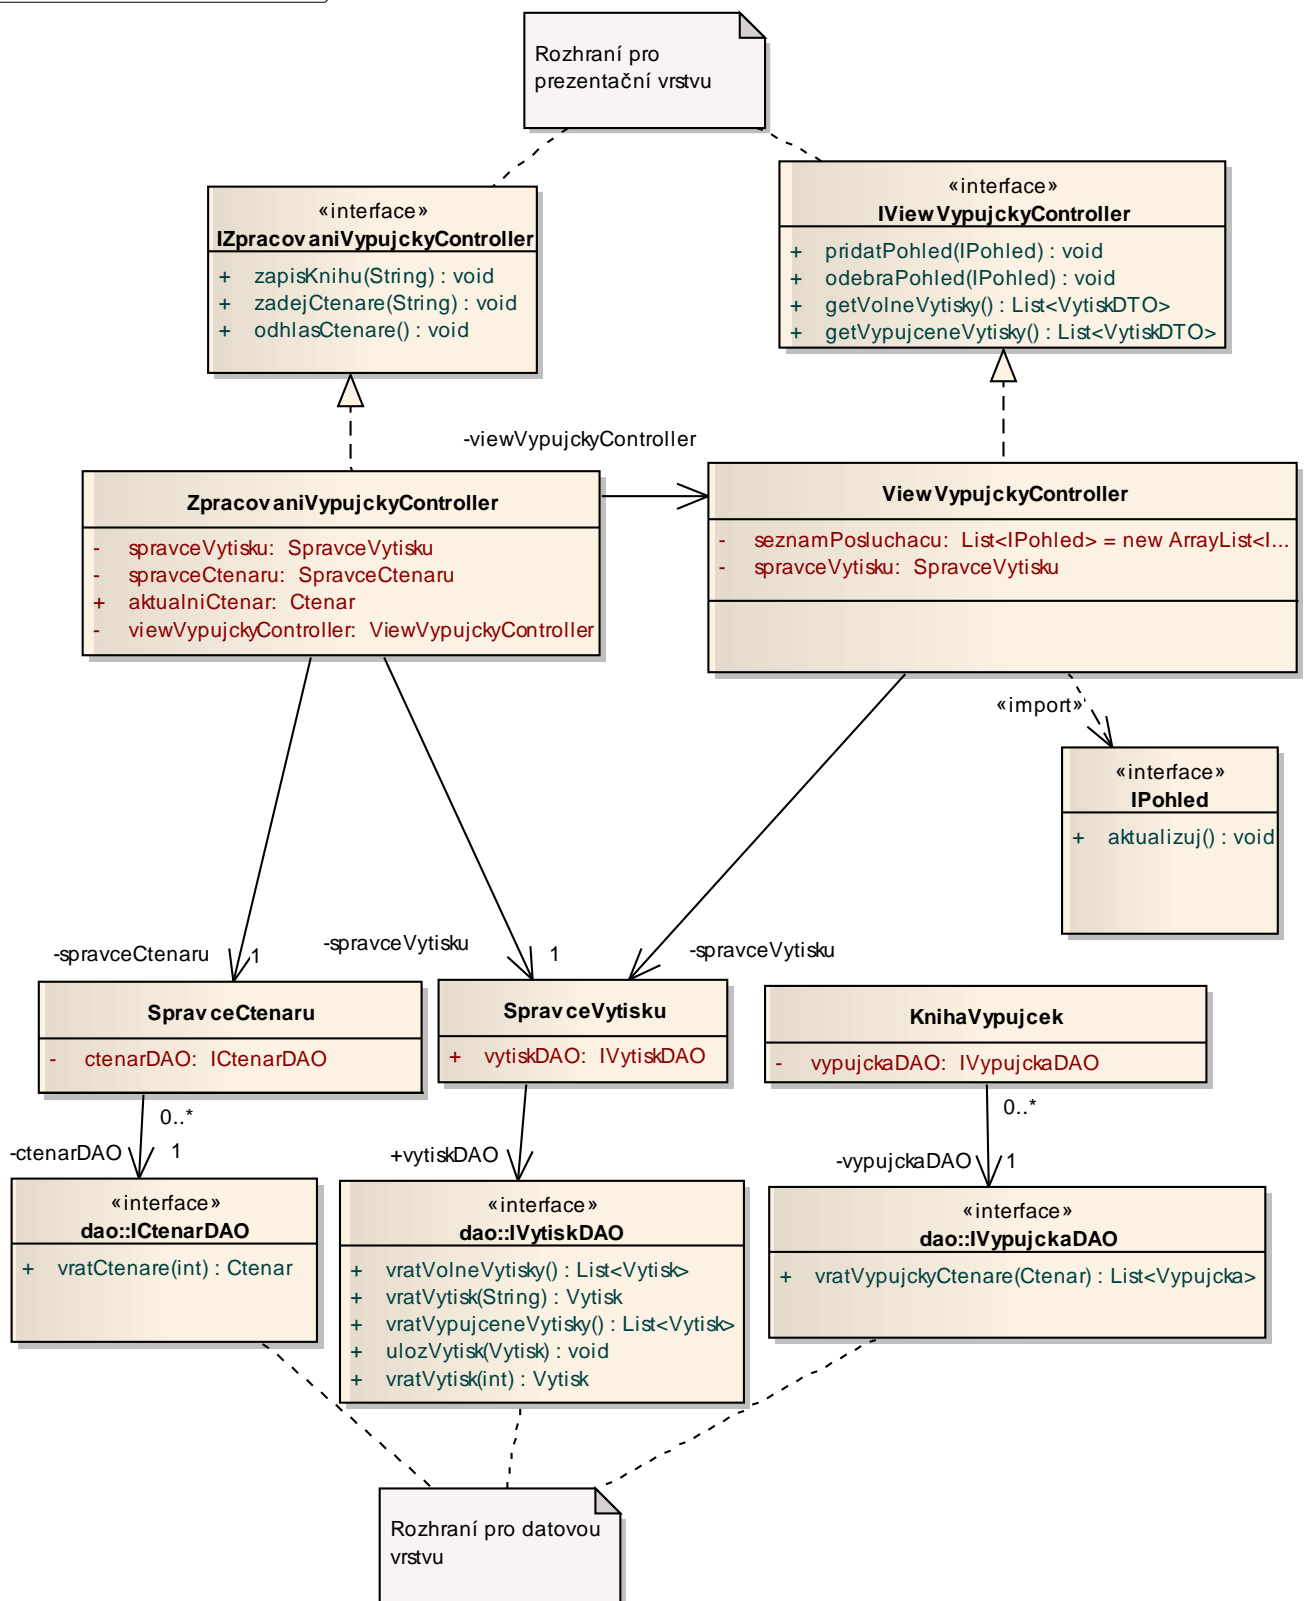 Rozhraní pro
prezentační vrstvu
«interface»
IZpracovaniVypujckyController
+ zapisKnihu(String) : void
+ zadejCtenare(String) : void
+ odhlasCtenare() : void
«interface»
IViewVypujckyController
+ pridatPohled(IPohled) : void
+ odebraPohled(IPohled) : void
+ getVolneVytisky() : List<VytiskDTO>
+ getVypujceneVytisky() : List<VytiskDTO>
-viewVypujckyController
ZpracovaniVypujckyController
- spravceVytisku: SpravceVytisku
- spravceCtenaru: SpravceCtenaru
+ aktualniCtenar: Ctenar
- viewVypujckyController: ViewVypujckyController
ViewVypujckyController
- seznamPosluchacu: List<IPohled> = new ArrayList<I...
- spravceVytisku: SpravceVytisku
«import»
«interface»
IPohled
+ aktualizuj() : void
-spravceCtenaru
1
-spravceVytisku
1
-spravceVytisku
SpravceCtenaru
- ctenarDAO: ICtenarDAO
SpravceVytisku
+ vytiskDAO: IVytiskDAO
KnihaVypujcek
- vypujckaDAO: IVypujckaDAO
0..*
-ctenarDAO
1
+vytiskDAO
0..*
-vypujckaDAO
1
«interface»
dao::ICtenarDAO
+ vratCtenare(int) : Ctenar
«interface»
dao::IVytiskDAO
+ vratVolneVytisky() : List<Vytisk>
+ vratVytisk(String) : Vytisk
+ vratVypujceneVytisky() : List<Vytisk>
+ ulozVytisk(Vytisk) : void
+ vratVytisk(int) : Vytisk
«interface»
dao::IVypujckaDAO
+ vratVypujckyCtenare(Ctenar) : List<Vypujcka>
Rozhraní pro datovou
vrstvu